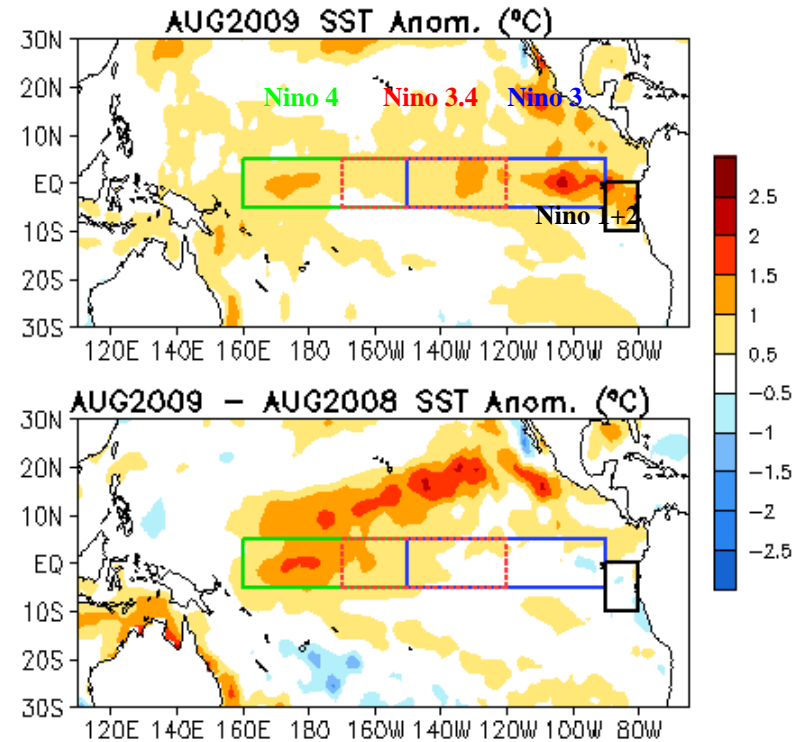 AUG2009 SST Anom. (ºC)
30N
20N
10N
EQ
10S
20S
30S
Nino 4 Nino 3.4 Nino 3
Nino 1+2
120E 140E 160E 180 160W 140W 120W 100W 80W
AUG2009 – AUG2008 SST Anom. (ºC)
30N
20N
10N
EQ
10S
20S
30S
120E 140E 160E 180 160W 140W 120W 100W 80W
2.5
2
1.5
1
0.5
−0.5
−1
−1.5
−2
−2.5